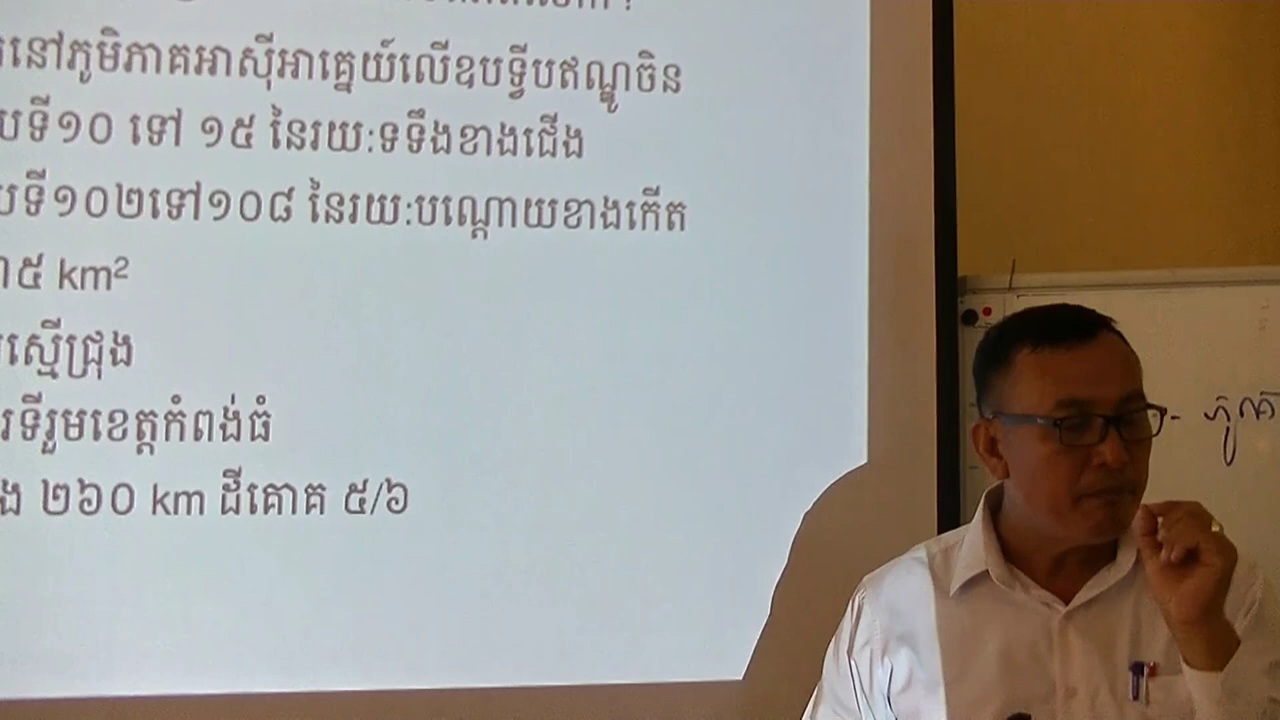 នៅភូមិភាគអាស៊ីអាគ្នេយ៍លើឧបទ្វីបឥណ្ឌូចិន
បទី១០ ទៅ ១៥ នៃរយ:ទទឹងខាងជើង
បទី១០២ទៅ១០៨ នៃរយ:បណ្តោយខាងកើត
៣៥ km²
ស្មើជ្រុង
រទីរួមខេត្តកំពង់ធំ
ង ២៦០ km ដីគោក ៥/៦